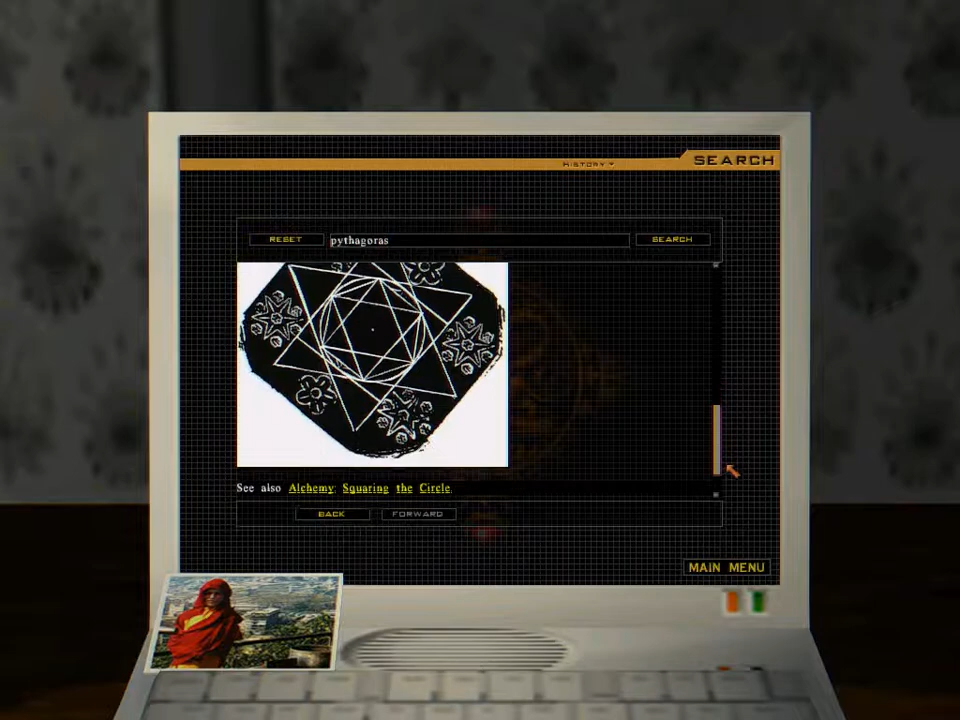 HISTORY
SEARCH
RESET pythagoras SEARCH
See also Alchemy; Squaring the Circle.
BACK FORWARD
MAIN MENU